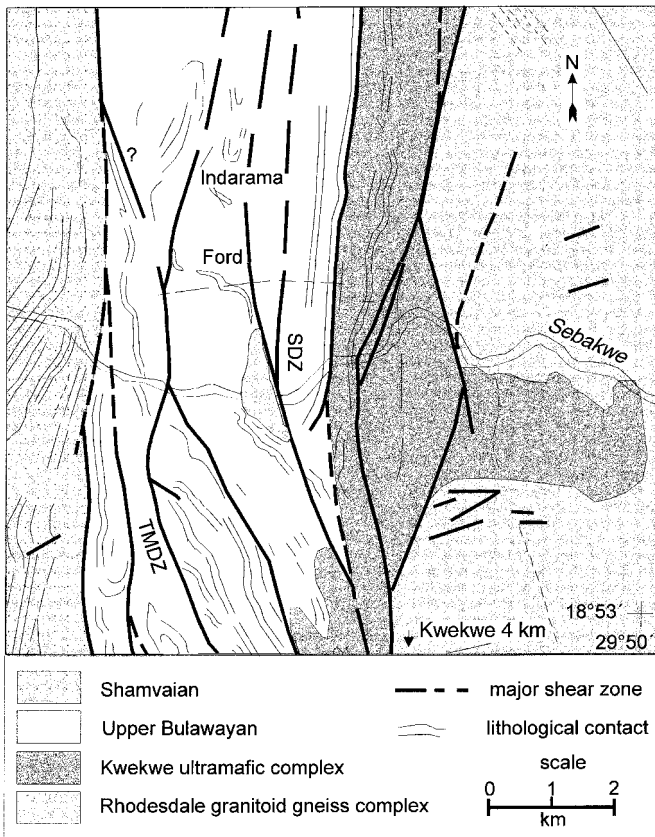 N
?
Indarama
Ford
SDZ
Sebakwe
TMDZ
18°53´
29°50´
Kwekwe 4 km
Shamvaian
Upper Bulawayan
Kwekwe ultramafic complex
Rhodesdale granitoid gneiss complex
major shear zone
lithological contact
scale
0 1 2
km